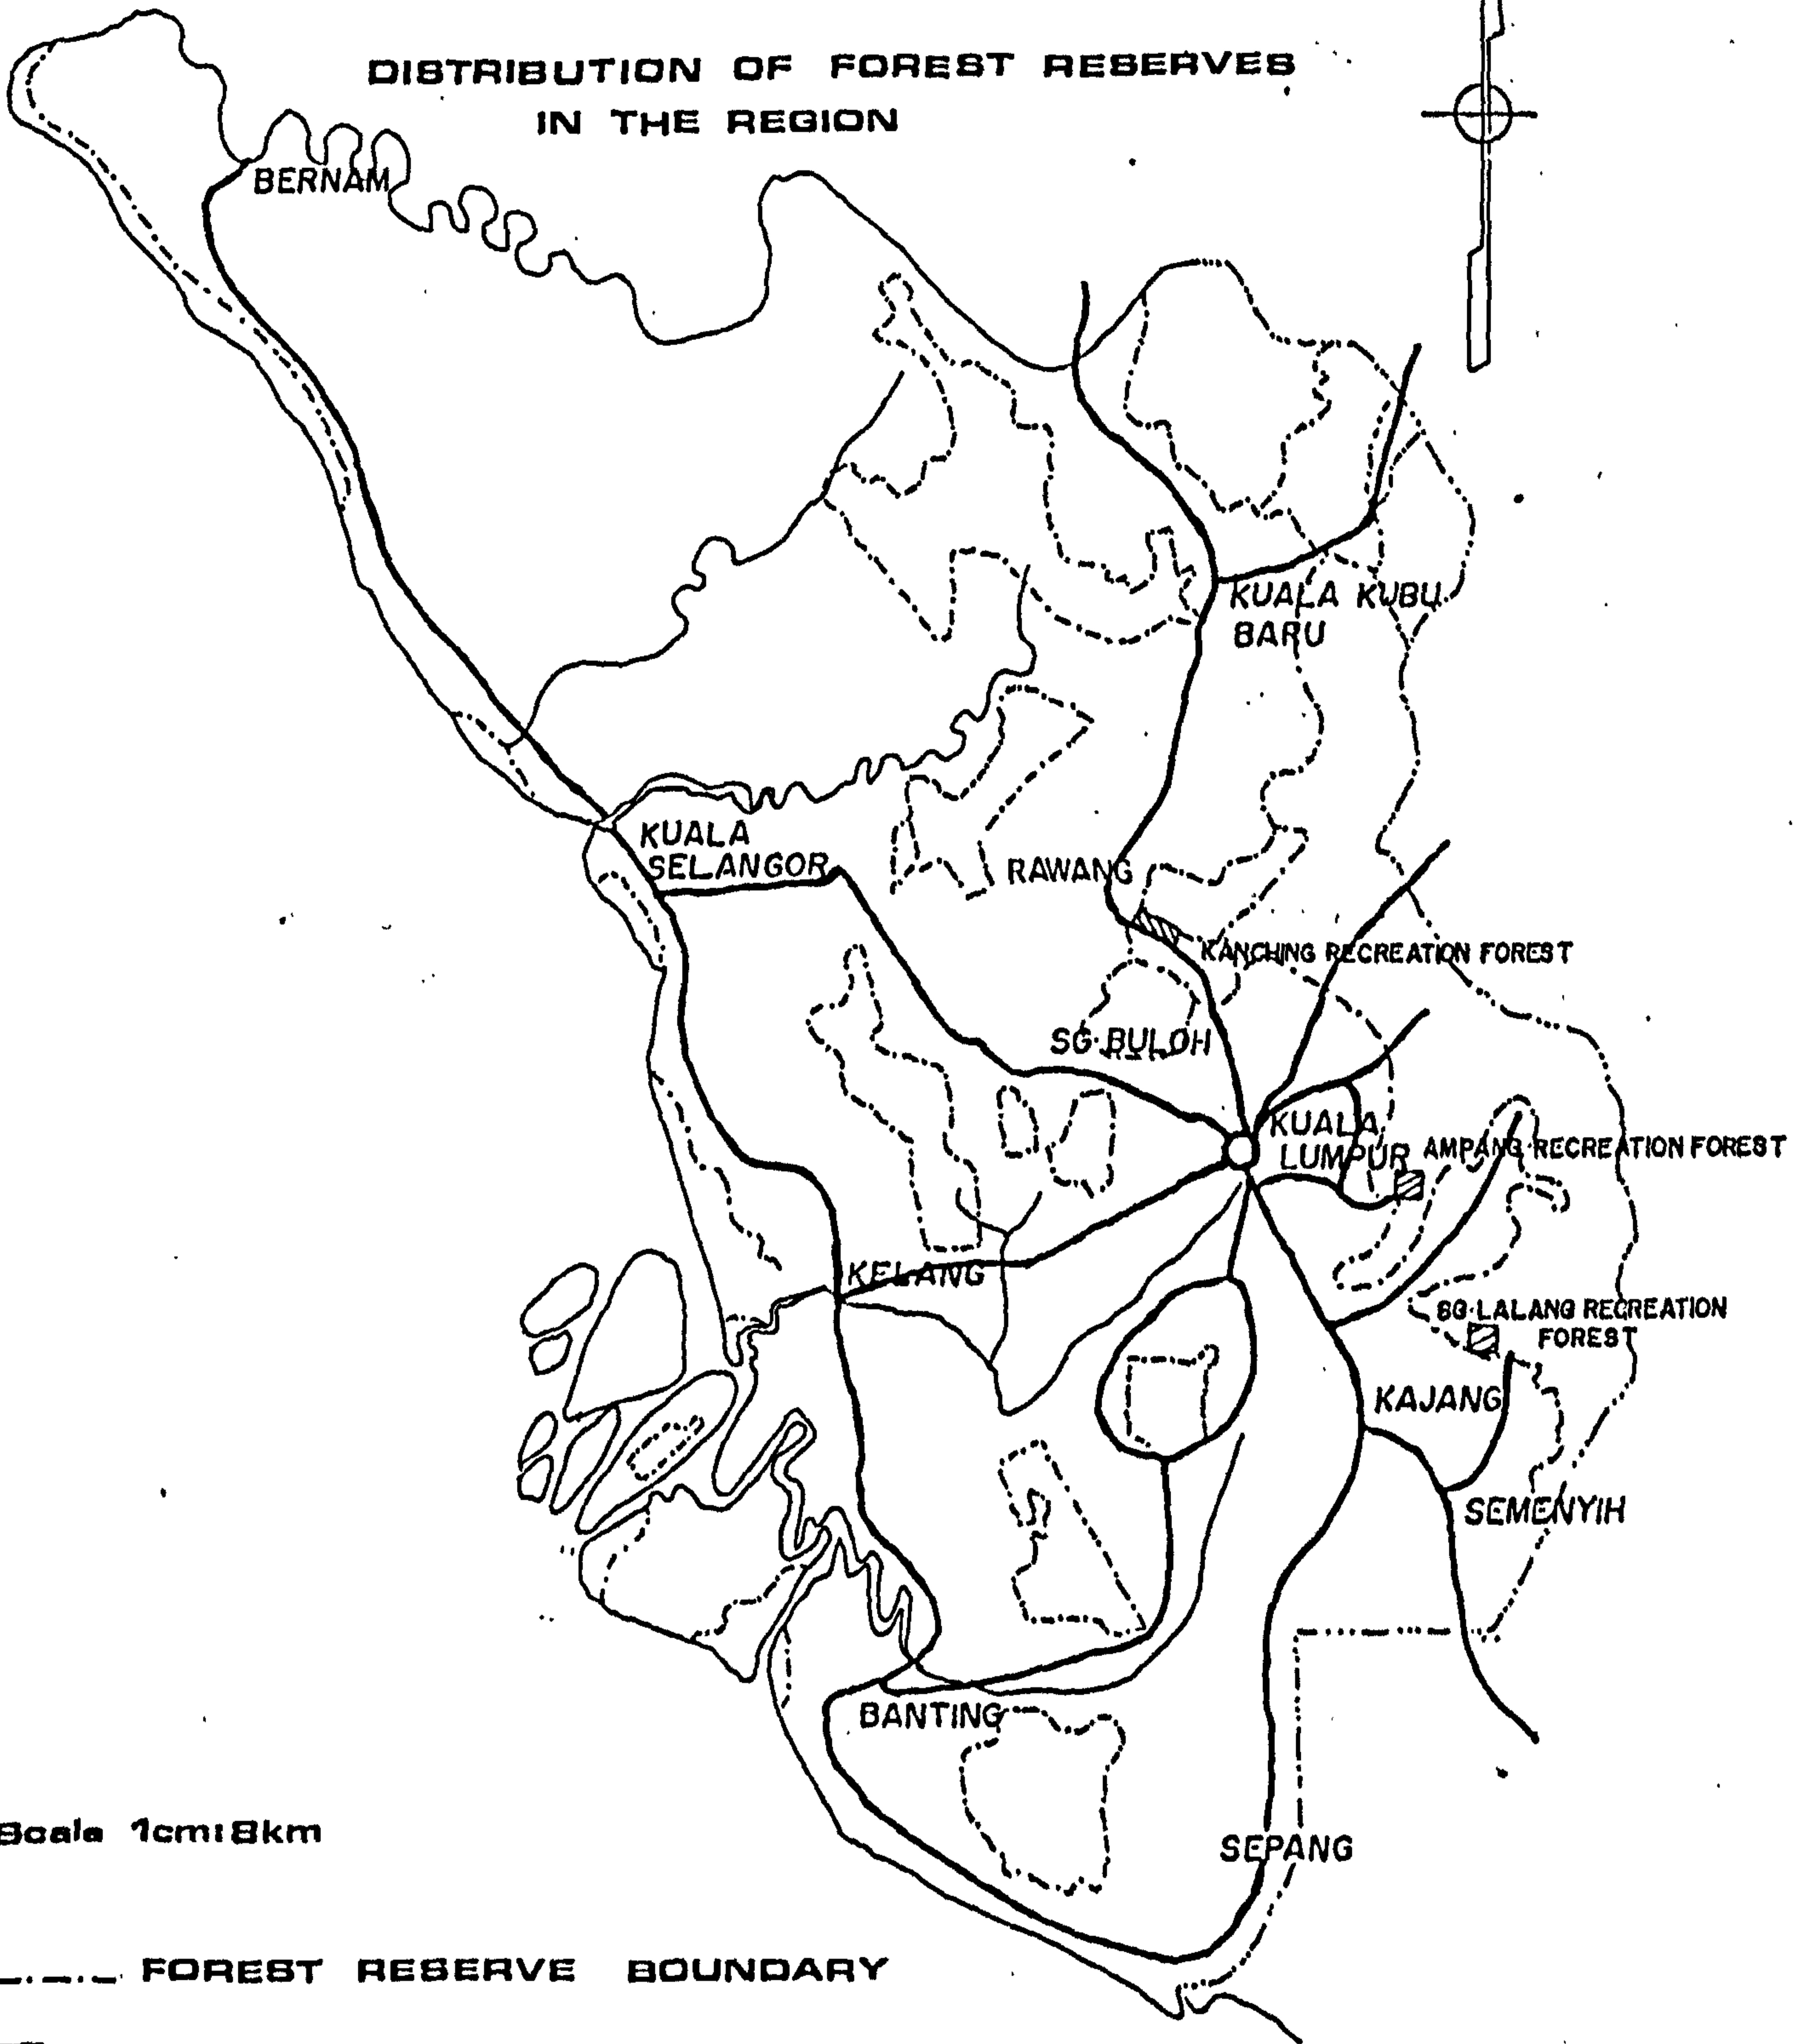 DISTRIBUTION OF FOREST RESERVES
IN THE REGION
BERNAM
KUALA KUBU
BARU
KUALA
SELANGOR
RAWANG
KANCHING RECREATION FOREST
SG·BULOH
KUALA
LUMPUR
AMPANG RECREATION FOREST
KELANG
SG·LALANG RECREATION
FOREST
KAJANG
SEMENYIH
BANTING
SEPANG
Scale 1cm:8km
FOREST RESERVE BOUNDARY